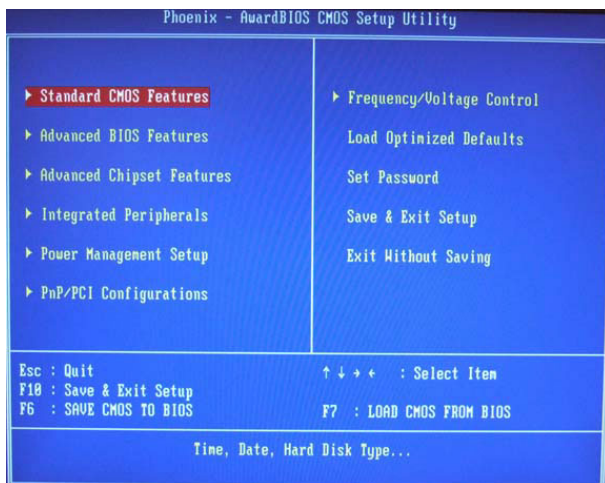 Phoenix - AwardBIOS CMOS Setup Utility
▶ Standard CMOS Features
▶ Advanced BIOS Features
▶ Advanced Chipset Features
▶ Integrated Peripherals
▶ Power Management Setup
▶ PnP/PCI Configurations
▶ Frequency/Voltage Control
Load Optimized Defaults
Set Password
Save & Exit Setup
Exit Without Saving
Esc : Quit
F10 : Save & Exit Setup
F6 : SAVE CMOS TO BIOS
↑ ↓ → ← : Select Item
F7 : LOAD CMOS FROM BIOS
Time, Date, Hard Disk Type...